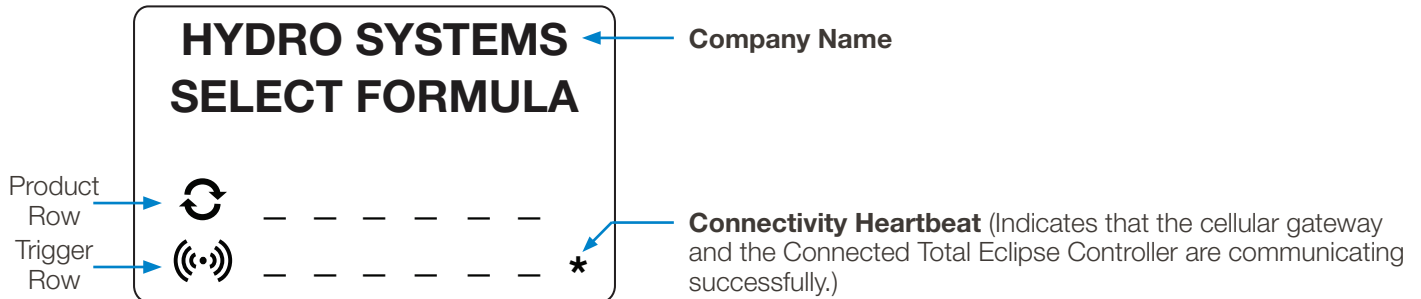 HYDRO SYSTEMS
Company Name
SELECT FORMULA
Product
Row
_ _ _ _ _ _
Connectivity Heartbeat (Indicates that the cellular gateway
and the Connected Total Eclipse Controller are communicating
successfully.)
Trigger
Row
_ _ _ _ _ _ *